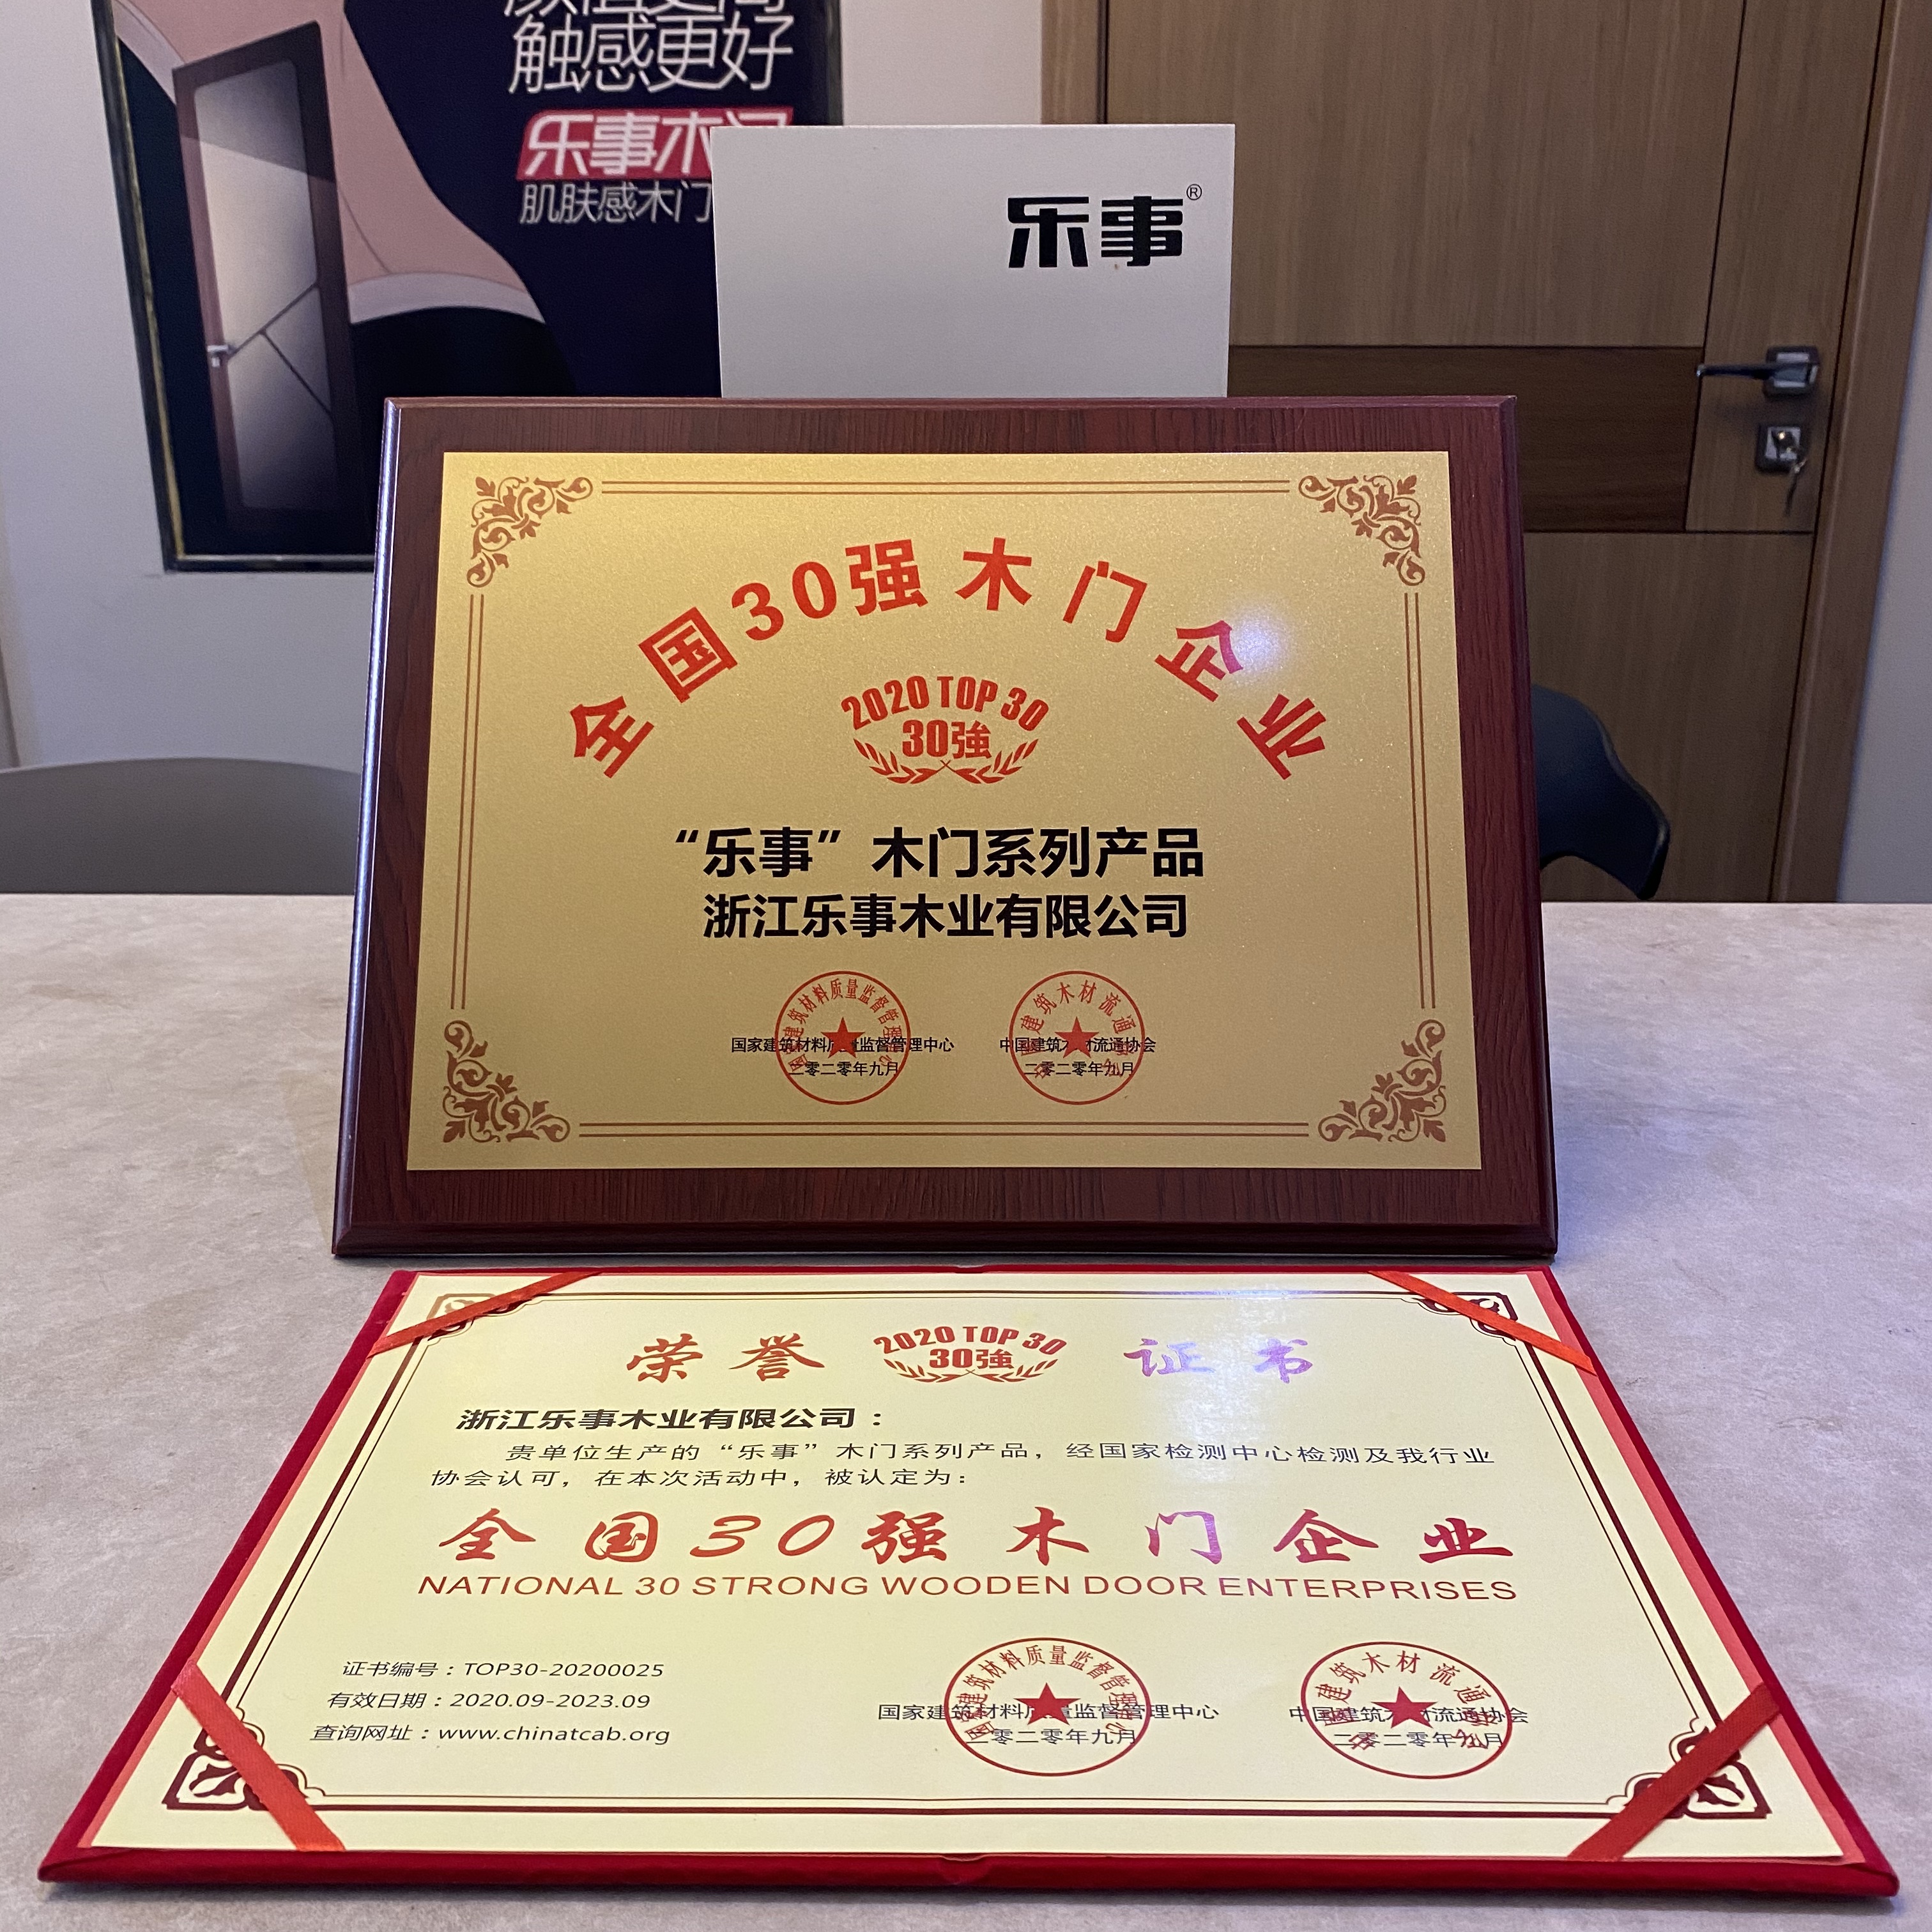 触感更好
乐事木门
肌肤感木门
乐事®
全国30强木门企业
2020 TOP 30
30強
“乐事”木门系列产品
浙江乐事木业有限公司
国家建筑材料质量监督管理中心
二零二零年九月
中国建筑木材流通协会
二零二零年九月
荣誉证书
2020 TOP 30
30強
浙江乐事木业有限公司：
贵单位生产的“乐事”木门系列产品，经国家检测中心检测及我行业
协会认可，在本次活动中，被认定为：
全国30强木门企业
NATIONAL 30 STRONG WOODEN DOOR ENTERPRISES
证书编号：TOP30-20200025
有效日期：2020.09-2023.09
查询网址：www.chinatcab.org
国家建筑材料质量监督管理中心
二零二零年九月
中国建筑木材流通协会
二零二零年九月